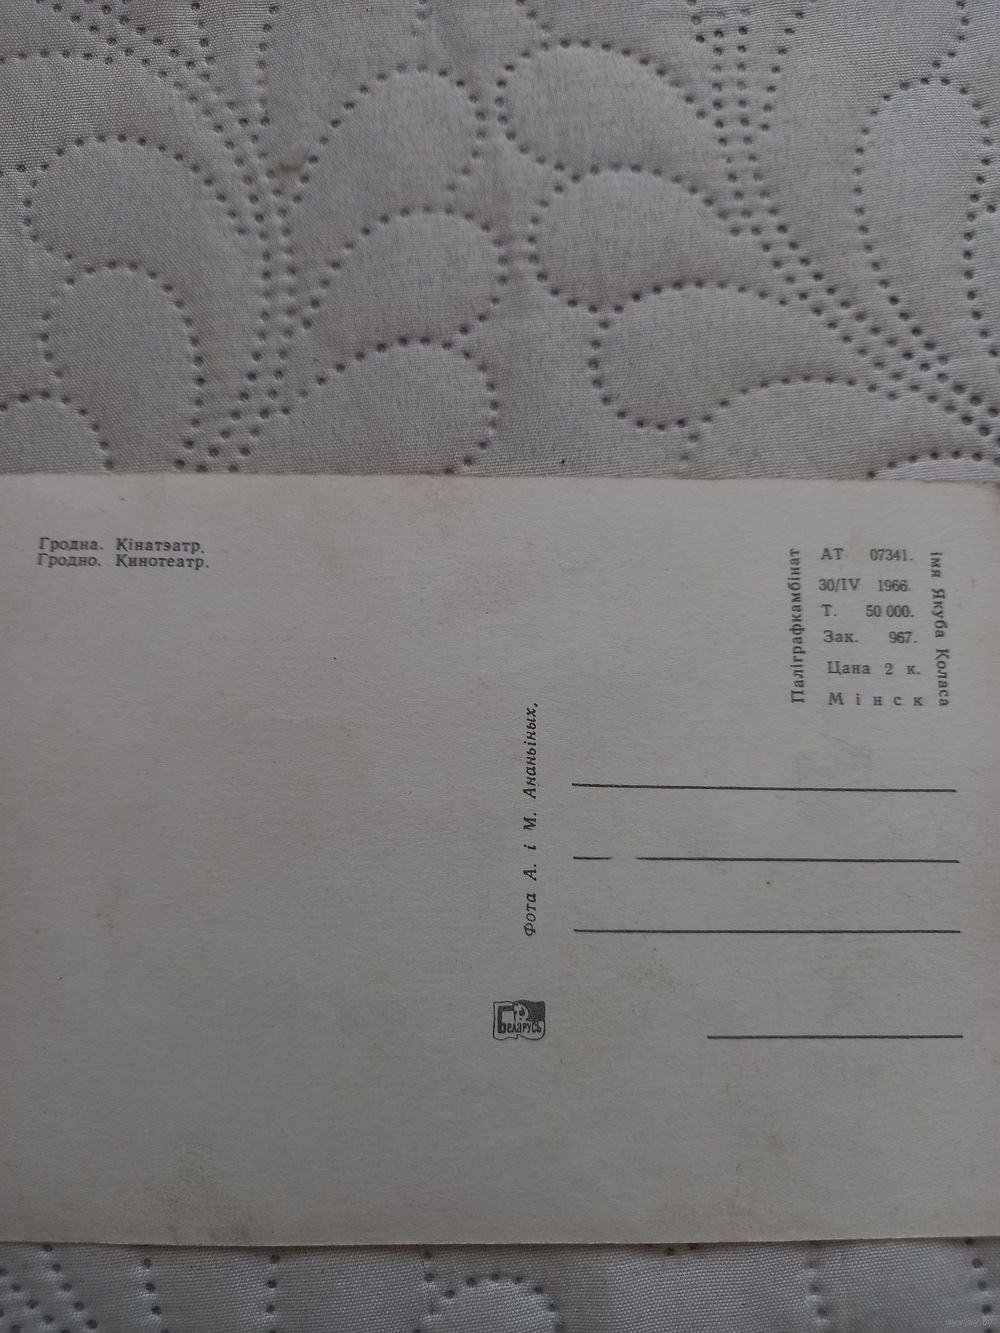 Гродна. Кінатэатр.
Гродно. Кинотеатр.
Паліграфкамбінат
АТ 07341.
30/IV 1966.
Т. 50 000.
Зак. 967.
Цана 2 к.
Мінск
імя Якуба Коласа
Фота А. і М. Ананьіных.
Беларусь